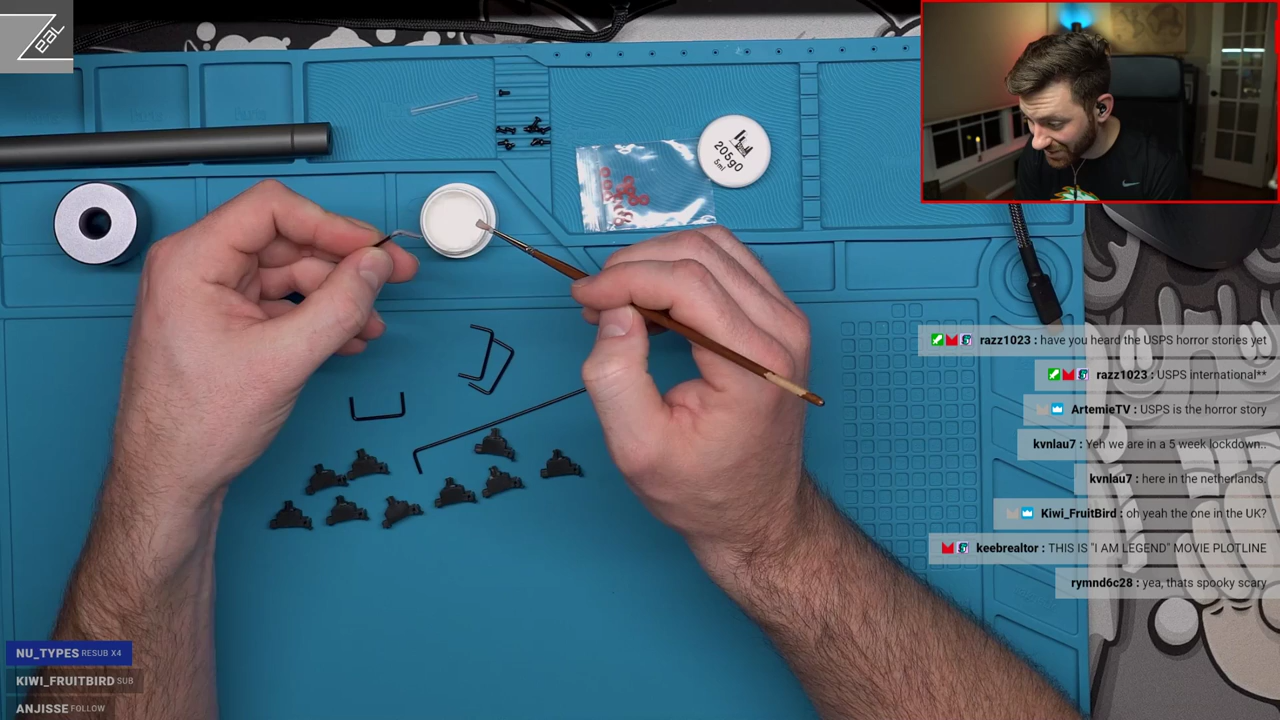 Zeal
205g0
5ml
razz1023 : have you heard the USPS horror stories yet
razz1023 : USPS international**
ArtemieTV : USPS is the horror story
kvnlau7 : Yeh we are in a 5 week lockdown..
kvnlau7 : here in the netherlands
Kiwi_FruitBird : oh yeah the one in the UK?
keebrealtor : THIS IS "I AM LEGEND" MOVIE PLOTLINE
rymnd6c28 : yea, thats spooky scary
NU_TYPES RESUB X4
KIWI_FRUITBIRD SUB
ANJISSE FOLLOW